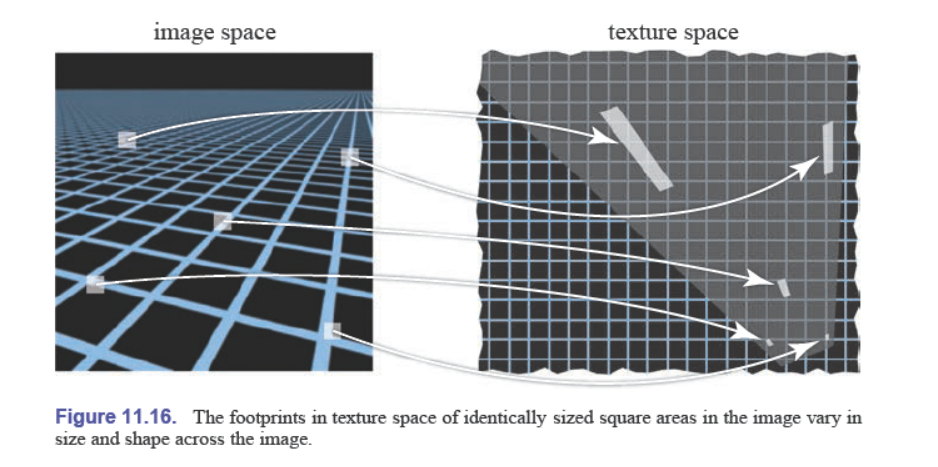 image space
texture space
Figure 11.16. The footprints in texture space of identically sized square areas in the image vary in
size and shape across the image.